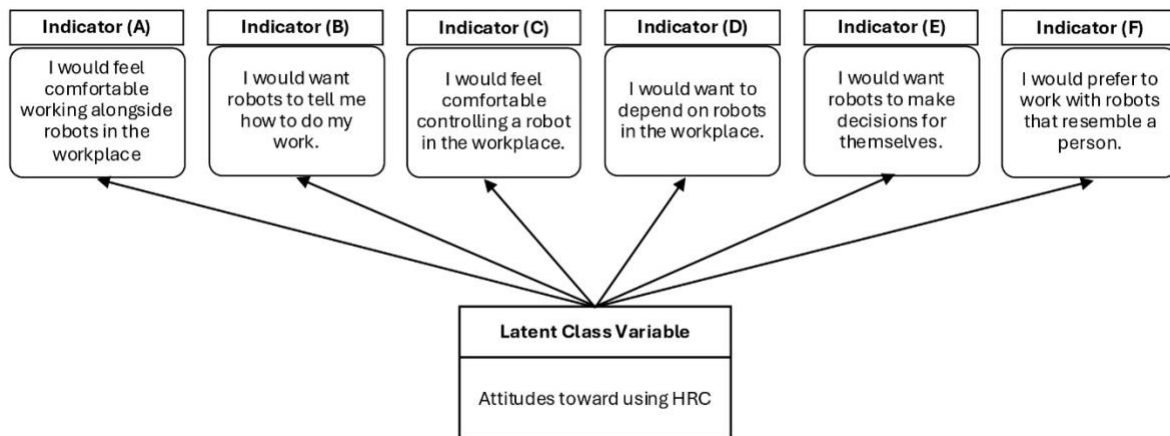 Indicator (A)
I would feel
comfortable
working alongside
robots in the
workplace
Indicator (B)
I would want
robots to tell me
how to do my
work.
Indicator (C)
I would feel
comfortable
controlling a robot
in the workplace.
Indicator (D)
I would want to
depend on robots
in the workplace.
Indicator (E)
I would want
robots to make
decisions for
themselves.
Indicator (F)
I would prefer to
work with robots
that resemble a
person.
Latent Class Variable
Attitudes toward using HRC